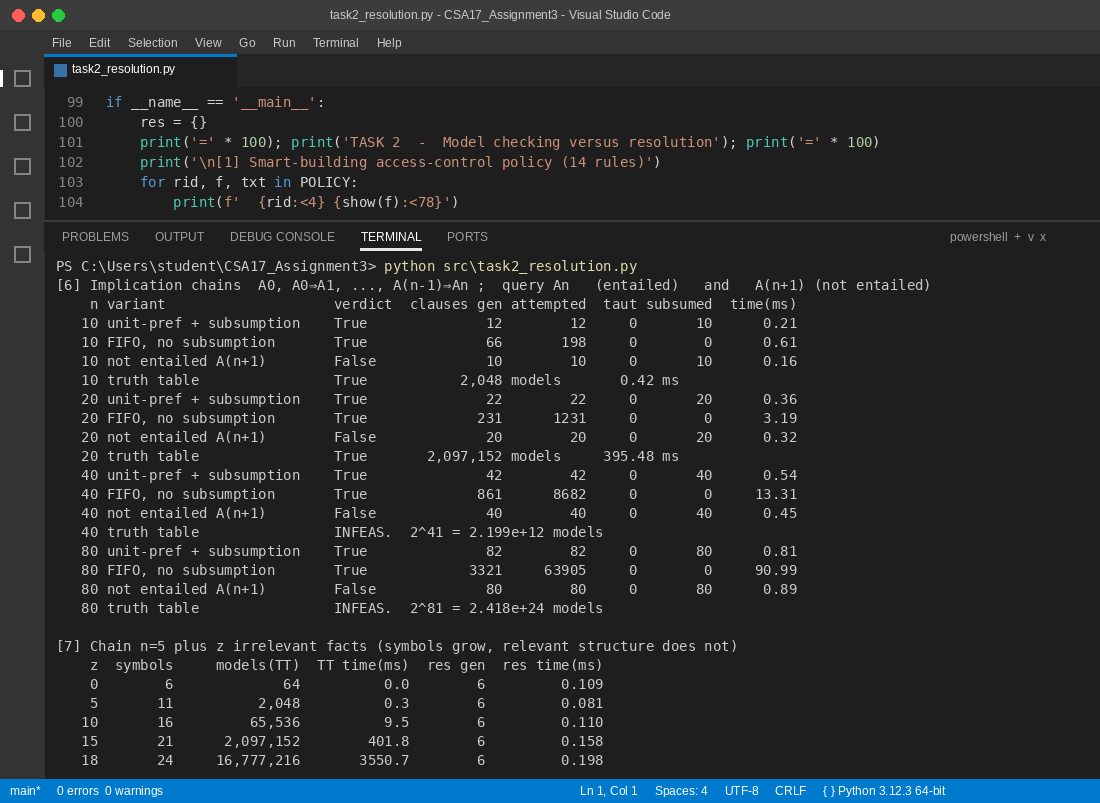 task2_resolution.py - CSA17_Assignment3 - Visual Studio Code
File Edit Selection View Go Run Terminal Help
task2_resolution.py
99 if __name__ == '__main__':
100     res = {}
101     print('=' * 100); print('TASK 2  -  Model checking versus resolution'); print('=' * 100)
102     print('\n[1] Smart-building access-control policy (14 rules)')
103     for rid, f, txt in POLICY:
104         print(f'  {rid:<4} {show(f):<78}')
PROBLEMS OUTPUT DEBUG CONSOLE TERMINAL PORTS powershell + v x
PS C:\Users\student\CSA17_Assignment3> python src\task2_resolution.py
[6] Implication chains  A0, A0⇒A1, ..., A(n-1)⇒An ;  query An   (entailed)   and   A(n+1) (not entailed)
    n variant                    verdict  clauses gen attempted  taut subsumed  time(ms)
   10 unit-pref + subsumption    True              12        12     0       10      0.21
   10 FIFO, no subsumption       True              66       198     0        0      0.61
   10 not entailed A(n+1)        False             10        10     0       10      0.16
   10 truth table                True           2,048 models       0.42 ms
   20 unit-pref + subsumption    True              22        22     0       20      0.36
   20 FIFO, no subsumption       True             231      1231     0        0      3.19
   20 not entailed A(n+1)        False             20        20     0       20      0.32
   20 truth table                True       2,097,152 models     395.48 ms
   40 unit-pref + subsumption    True              42        42     0       40      0.54
   40 FIFO, no subsumption       True             861      8682     0        0     13.31
   40 not entailed A(n+1)        False             40        40     0       40      0.45
   40 truth table                INFEAS.  2^41 = 2.199e+12 models
   80 unit-pref + subsumption    True              82        82     0       80      0.81
   80 FIFO, no subsumption       True            3321     63905     0        0     90.99
   80 not entailed A(n+1)        False             80        80     0       80      0.89
   80 truth table                INFEAS.  2^81 = 2.418e+24 models
[7] Chain n=5 plus z irrelevant facts (symbols grow, relevant structure does not)
    z  symbols     models(TT)  TT time(ms)  res gen  res time(ms)
    0        6             64          0.0        6         0.109
    5       11          2,048          0.3        6         0.081
   10       16         65,536          9.5        6         0.110
   15       21      2,097,152        401.8        6         0.158
   18       24     16,777,216       3550.7        6         0.198
main* 0 errors 0 warnings Ln 1, Col 1 Spaces: 4 UTF-8 CRLF { } Python 3.12.3 64-bit